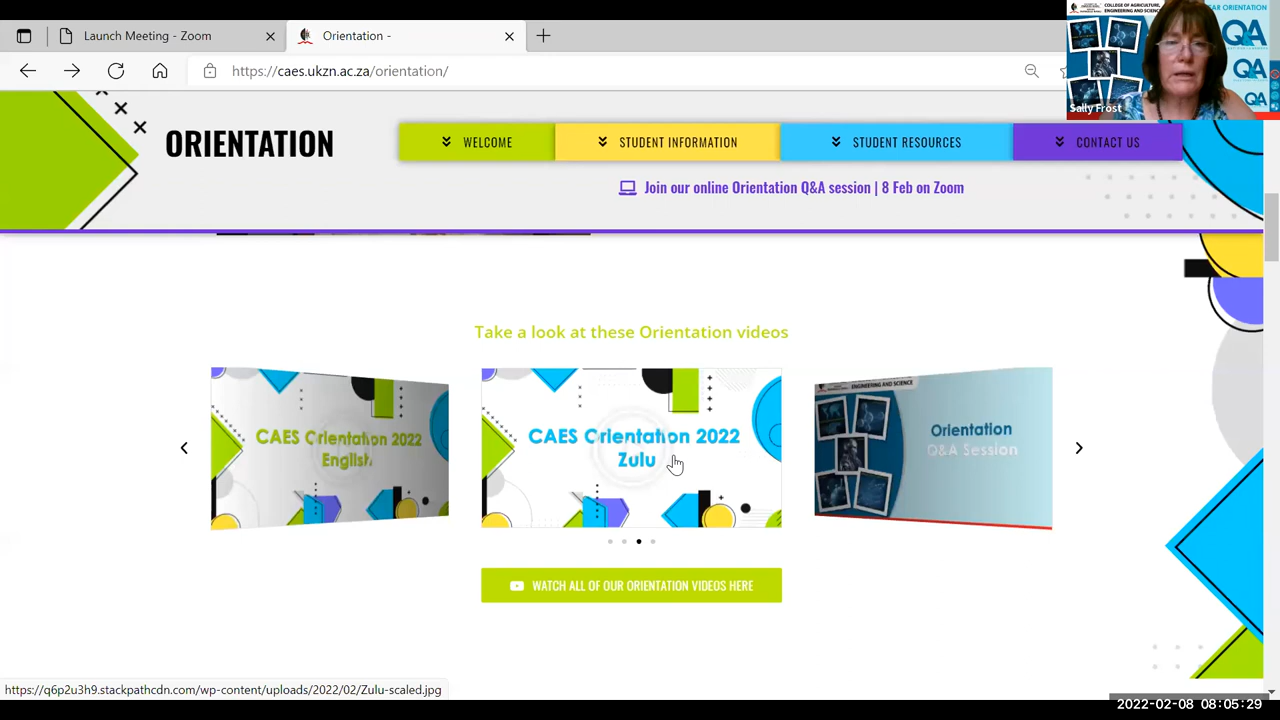 Launch Meeting - Zoom
Orientation -
https://caes.ukzn.ac.za/orientation/
COLLEGE OF AGRICULTURE,
ENGINEERING AND SCIENCE
AR ORIENTATION
Q&A
Q&A
Q&A
Sally Frost
ORIENTATION
WELCOME
STUDENT INFORMATION
STUDENT RESOURCES
CONTACT US
Join our online Orientation Q&A session | 8 Feb on Zoom
Take a look at these Orientation videos
CAES Orientation 2022
English
CAES Orientation 2022
Zulu
ENGINEERING AND SCIENCE
Orientation
Q&A Session
WATCH ALL OF OUR ORIENTATION VIDEOS HERE
https://q6p2u3h9.stackpathcdn.com/wp-content/uploads/2022/02/Zulu-scaled.jpg
2022-02-08 08:05:29